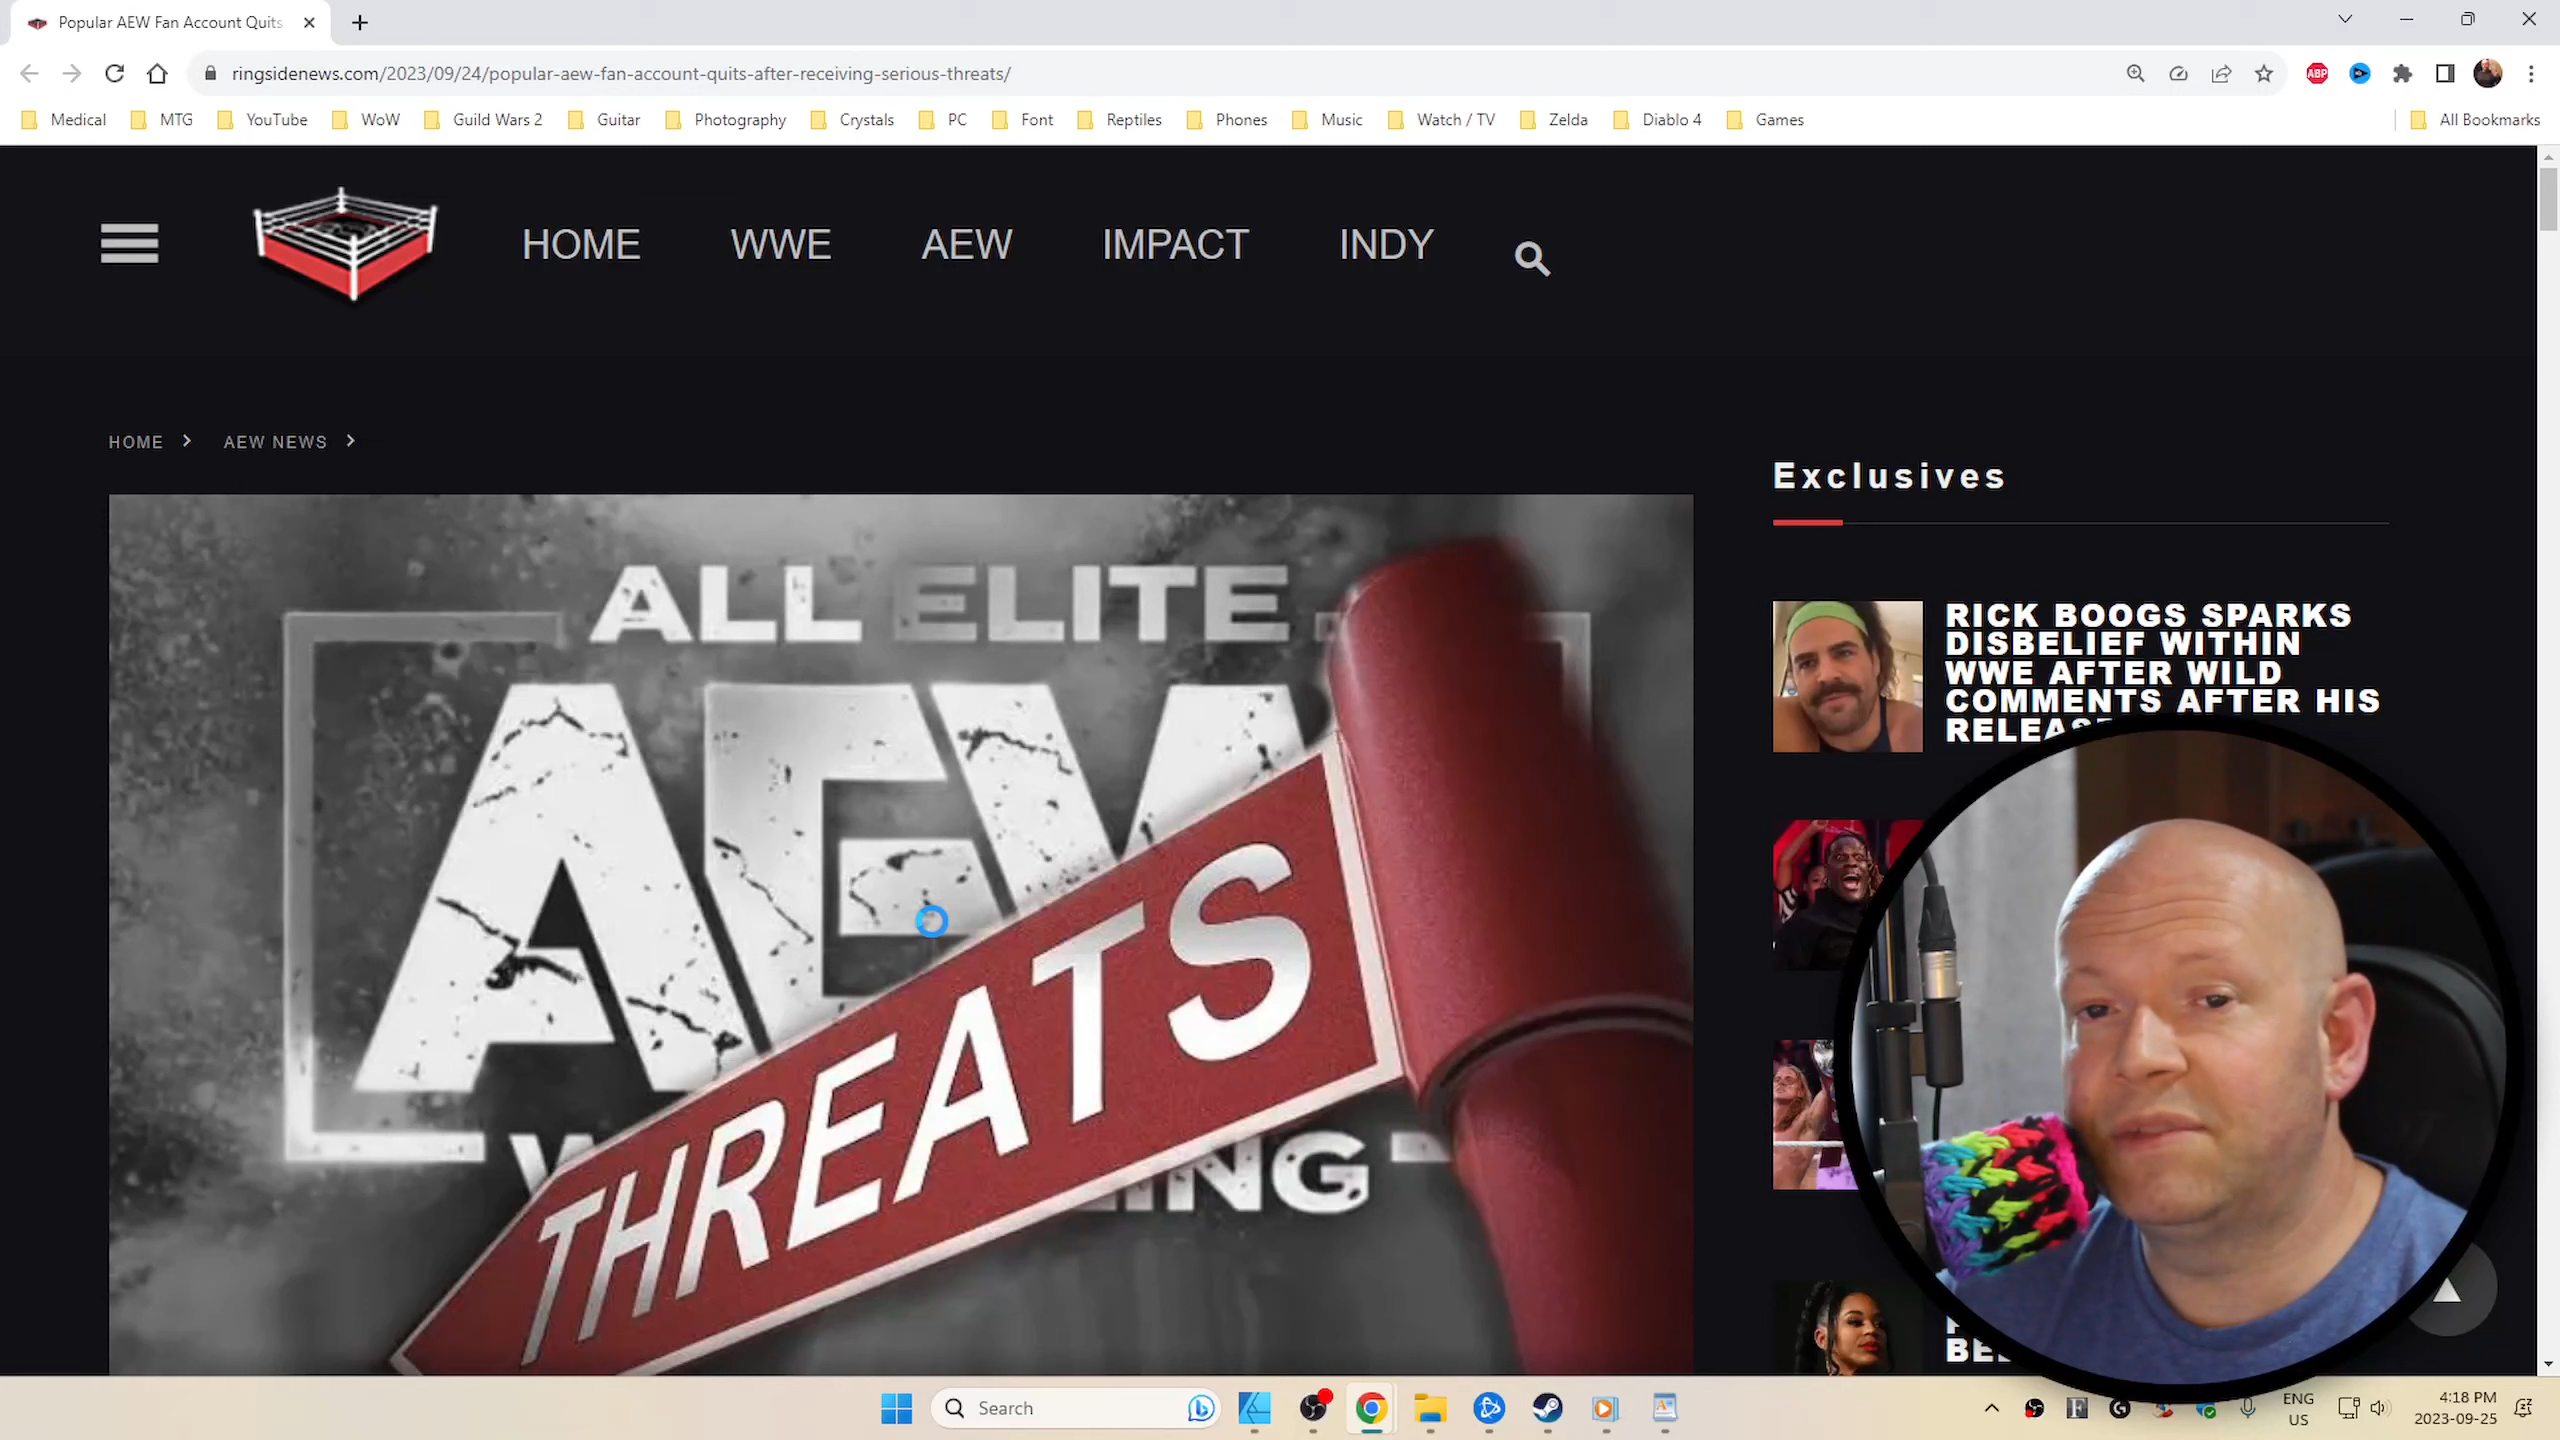 Popular AEW Fan Account Quits
ringsidenews.com/2023/09/24/popular-aew-fan-account-quits-after-receiving-serious-threats/
ABP
Medical MTG YouTube WoW Guild Wars 2 Guitar Photography Crystals PC Font Reptiles Phones Music Watch / TV Zelda Diablo 4 Games All Bookmarks
HOME WWE AEW IMPACT INDY
HOME > AEW NEWS >
Exclusives
RICK BOOGS SPARKS
DISBELIEF WITHIN
WWE AFTER WILD
COMMENTS AFTER HIS
ALL ELITE
AEW
THREATS
Search
ENG
US
4:18 PM
2023-09-25